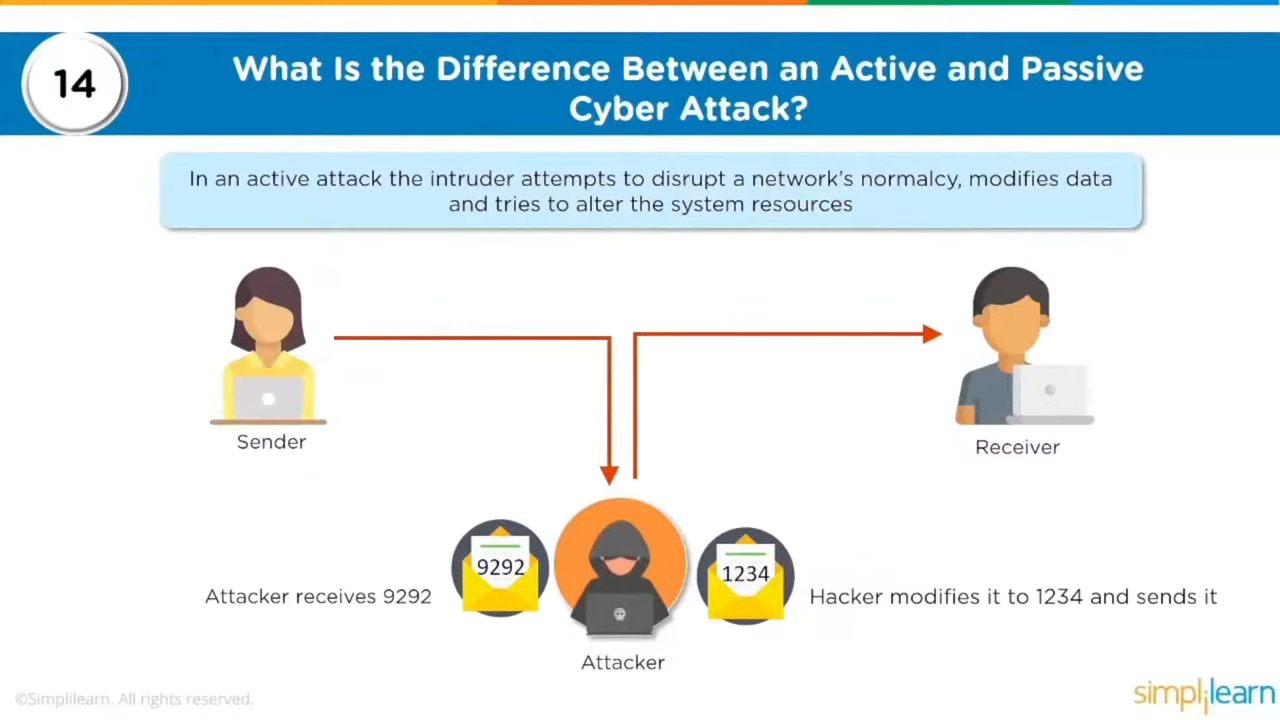 14
What Is the Difference Between an Active and Passive
Cyber Attack?
In an active attack the intruder attempts to disrupt a network's normalcy, modifies data
and tries to alter the system resources
Sender
Receiver
9292
1234
Attacker receives 9292
Hacker modifies it to 1234 and sends it
Attacker
©Simplilearn. All rights reserved.
simplilearn